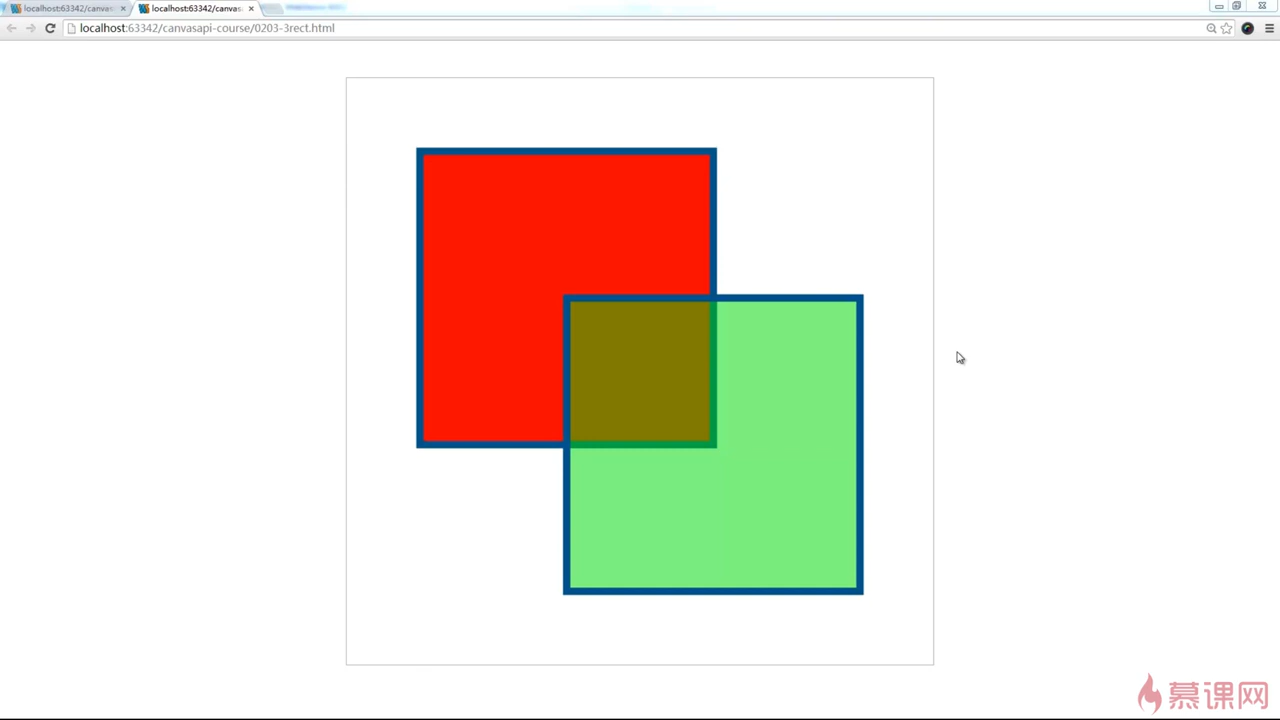 localhost:63342/canvas
localhost:63342/canvas
localhost:63342/canvasapi-course/0203-3rect.html
慕课网